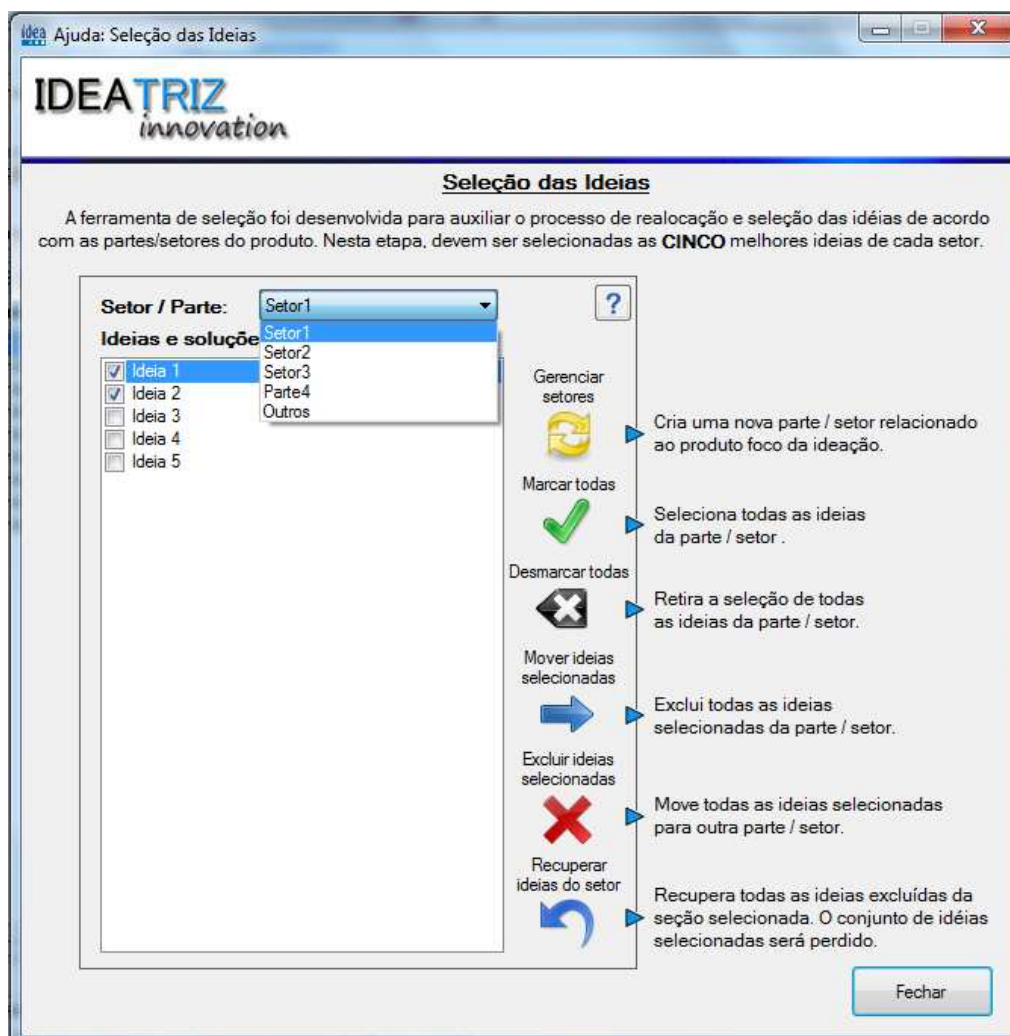 idea
Ajuda: Seleção das Ideias
IDEATRIZ
innovation
Seleção das Ideias
A ferramenta de seleção foi desenvolvida para auxiliar o processo de realocação e seleção das idéias de acordo
com as partes/setores do produto. Nesta etapa, devem ser selecionadas as CINCO melhores ideias de cada setor.
Setor / Parte:
Setor1
?
Setor1
Setor2
Setor3
Parte4
Outros
Ideias e soluçõe
Ideia 1
Ideia 2
Ideia 3
Ideia 4
Ideia 5
Gerenciar
setores
Cria uma nova parte / setor relacionado
ao produto foco da ideação.
Marcar todas
Seleciona todas as ideias
da parte / setor .
Desmarcar todas
Retira a seleção de todas
as ideias da parte / setor.
Mover ideias
selecionadas
Exclui todas as ideias
selecionadas da parte / setor.
Excluir ideias
selecionadas
Move todas as ideias selecionadas
para outra parte / setor.
Recuperar
ideias do setor
Recupera todas as ideias excluídas da
seção selecionada. O conjunto de idéias
selecionadas será perdido.
Fechar